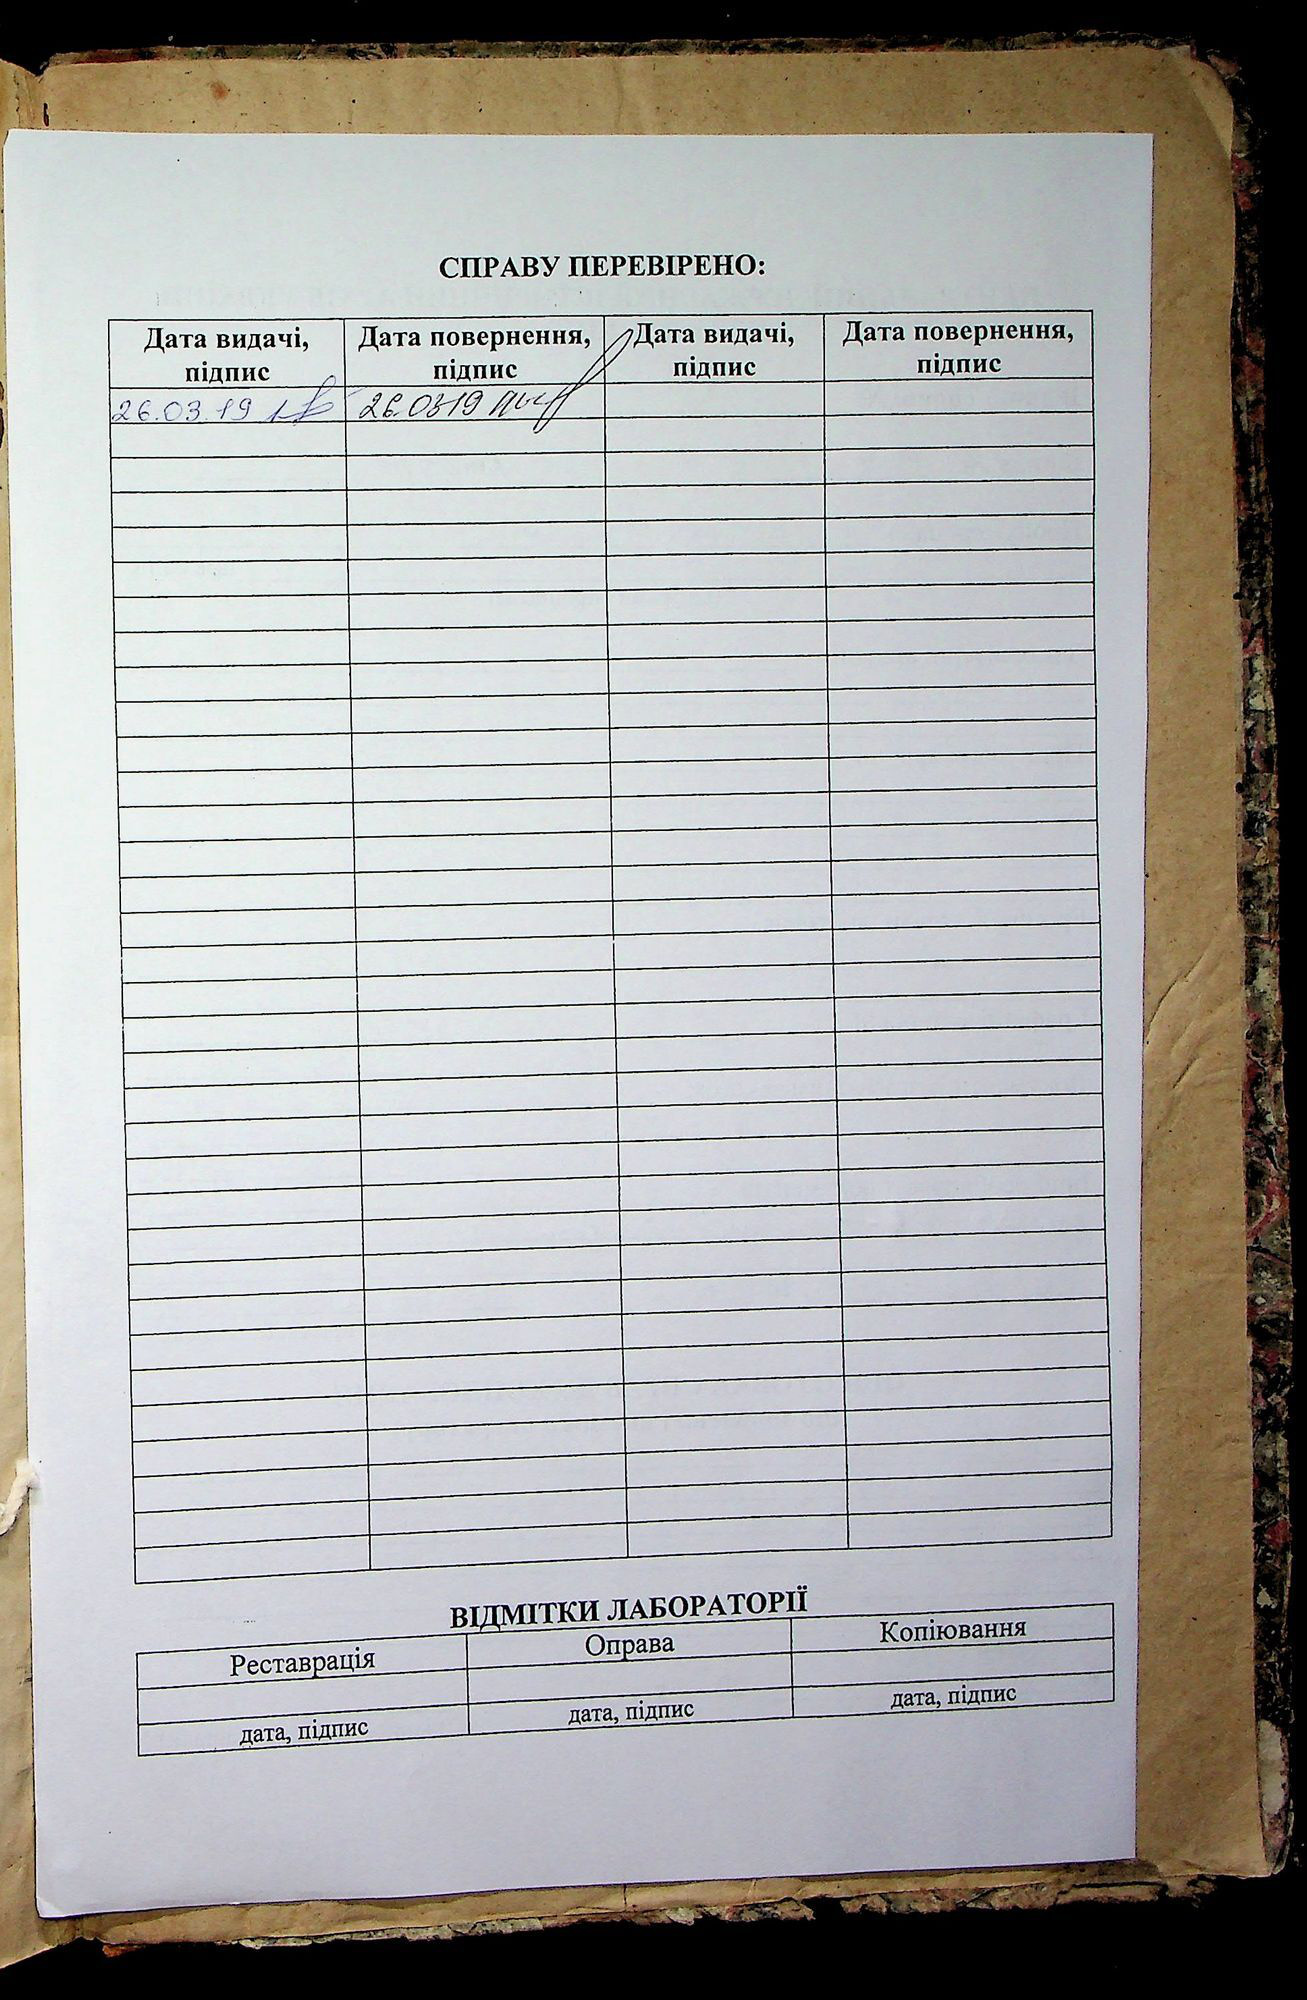 СПРАВУ ПЕРЕВІРЕНО:
Дата видачі, підпис
Дата повернення, підпис
Дата видачі, підпис
Дата повернення, підпис
26.03.19
26.03.19
ВІДМІТКИ ЛАБОРАТОРІЇ
Реставрація
Оправа
Копіювання
дата, підпис
дата, підпис
дата, підпис